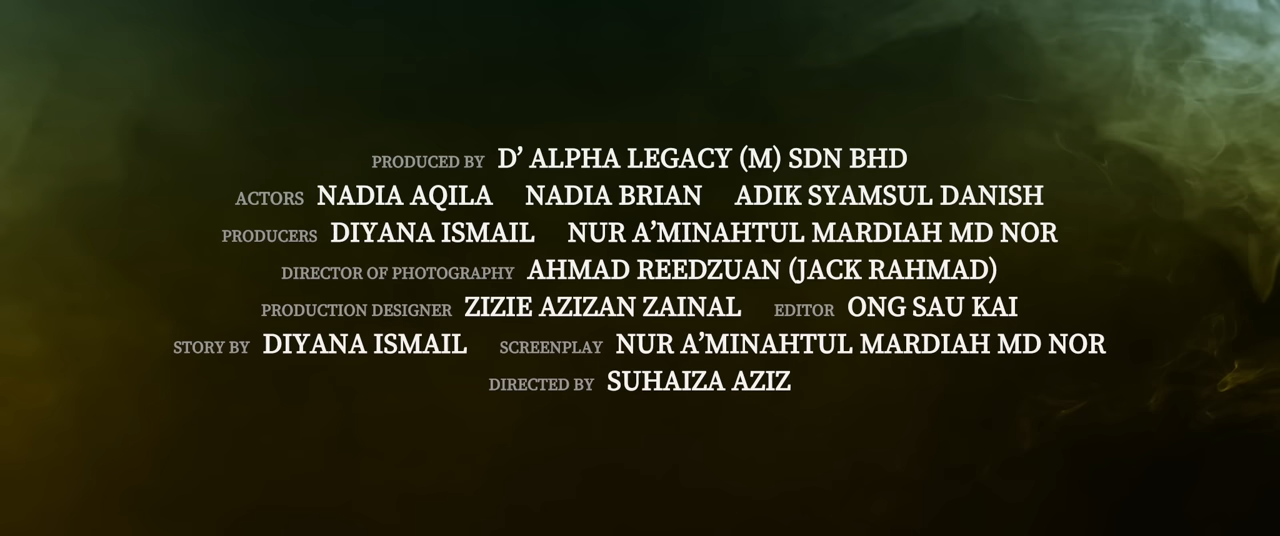 PRODUCED BY D’ ALPHA LEGACY (M) SDN BHD
ACTORS NADIA AQILA NADIA BRIAN ADIK SYAMSUL DANISH
PRODUCERS DIYANA ISMAIL NUR A’MINAHTUL MARDIAH MD NOR
DIRECTOR OF PHOTOGRAPHY AHMAD REEDZUAN (JACK RAHMAD)
PRODUCTION DESIGNER ZIZIE AZIZAN ZAINAL EDITOR ONG SAU KAI
STORY BY DIYANA ISMAIL SCREENPLAY NUR A’MINAHTUL MARDIAH MD NOR
DIRECTED BY SUHAIZA AZIZ